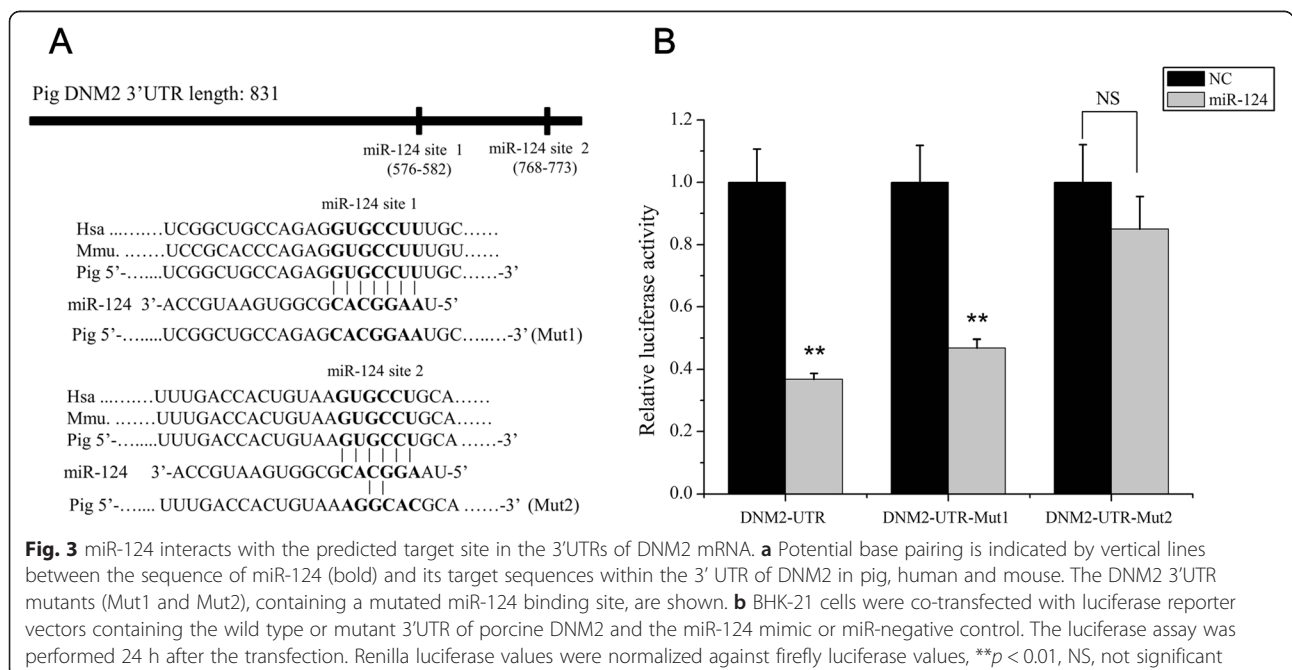 A
Pig DNM2 3'UTR length: 831
miR-124 site 1
(576-582)
miR-124 site 2
(768-773)
miR-124 site 1
Hsa ...……UCGGCUGCCAGAGGUGCCUUUGC……
Mmu. ……UCCGCACCCAGAGGUGCCUUUGU……
Pig 5'-…....UCGGCUGCCAGAGGUGCCUUUGC……-3'
miR-124 3'-ACCGUAAGUGGCGCACGGAAU-5'
Pig 5'-…....UCGGCUGCCAGAGCACGGAAUGC…..…-3' (Mut1)
miR-124 site 2
Hsa ...……UUUGACCACUGUAAGUGCCUGCA……
Mmu. ……UUUGACCACUGUAAGUGCCUGCA……
Pig 5'-…....UUUGACCACUGUAAGUGCCUGCA ……-3'
miR-124 3'-ACCGUAAGUGGCGCACGGAAU-5'
Pig 5'-…... UUUGACCACUGUAAAGGCACGCA ……-3' (Mut2)
B
NC
miR-124
NS
Relative luciferase activity
1.2
1.0
0.8
0.6
0.4
0.2
0.0
**
**
DNM2-UTR
DNM2-UTR-Mut1
DNM2-UTR-Mut2
Fig. 3 miR-124 interacts with the predicted target site in the 3'UTRs of DNM2 mRNA. a Potential base pairing is indicated by vertical lines
between the sequence of miR-124 (bold) and its target sequences within the 3' UTR of DNM2 in pig, human and mouse. The DNM2 3'UTR
mutants (Mut1 and Mut2), containing a mutated miR-124 binding site, are shown. b BHK-21 cells were co-transfected with luciferase reporter
vectors containing the wild type or mutant 3'UTR of porcine DNM2 and the miR-124 mimic or miR-negative control. The luciferase assay was
performed 24 h after the transfection. Renilla luciferase values were normalized against firefly luciferase values, **p < 0.01, NS, not significant